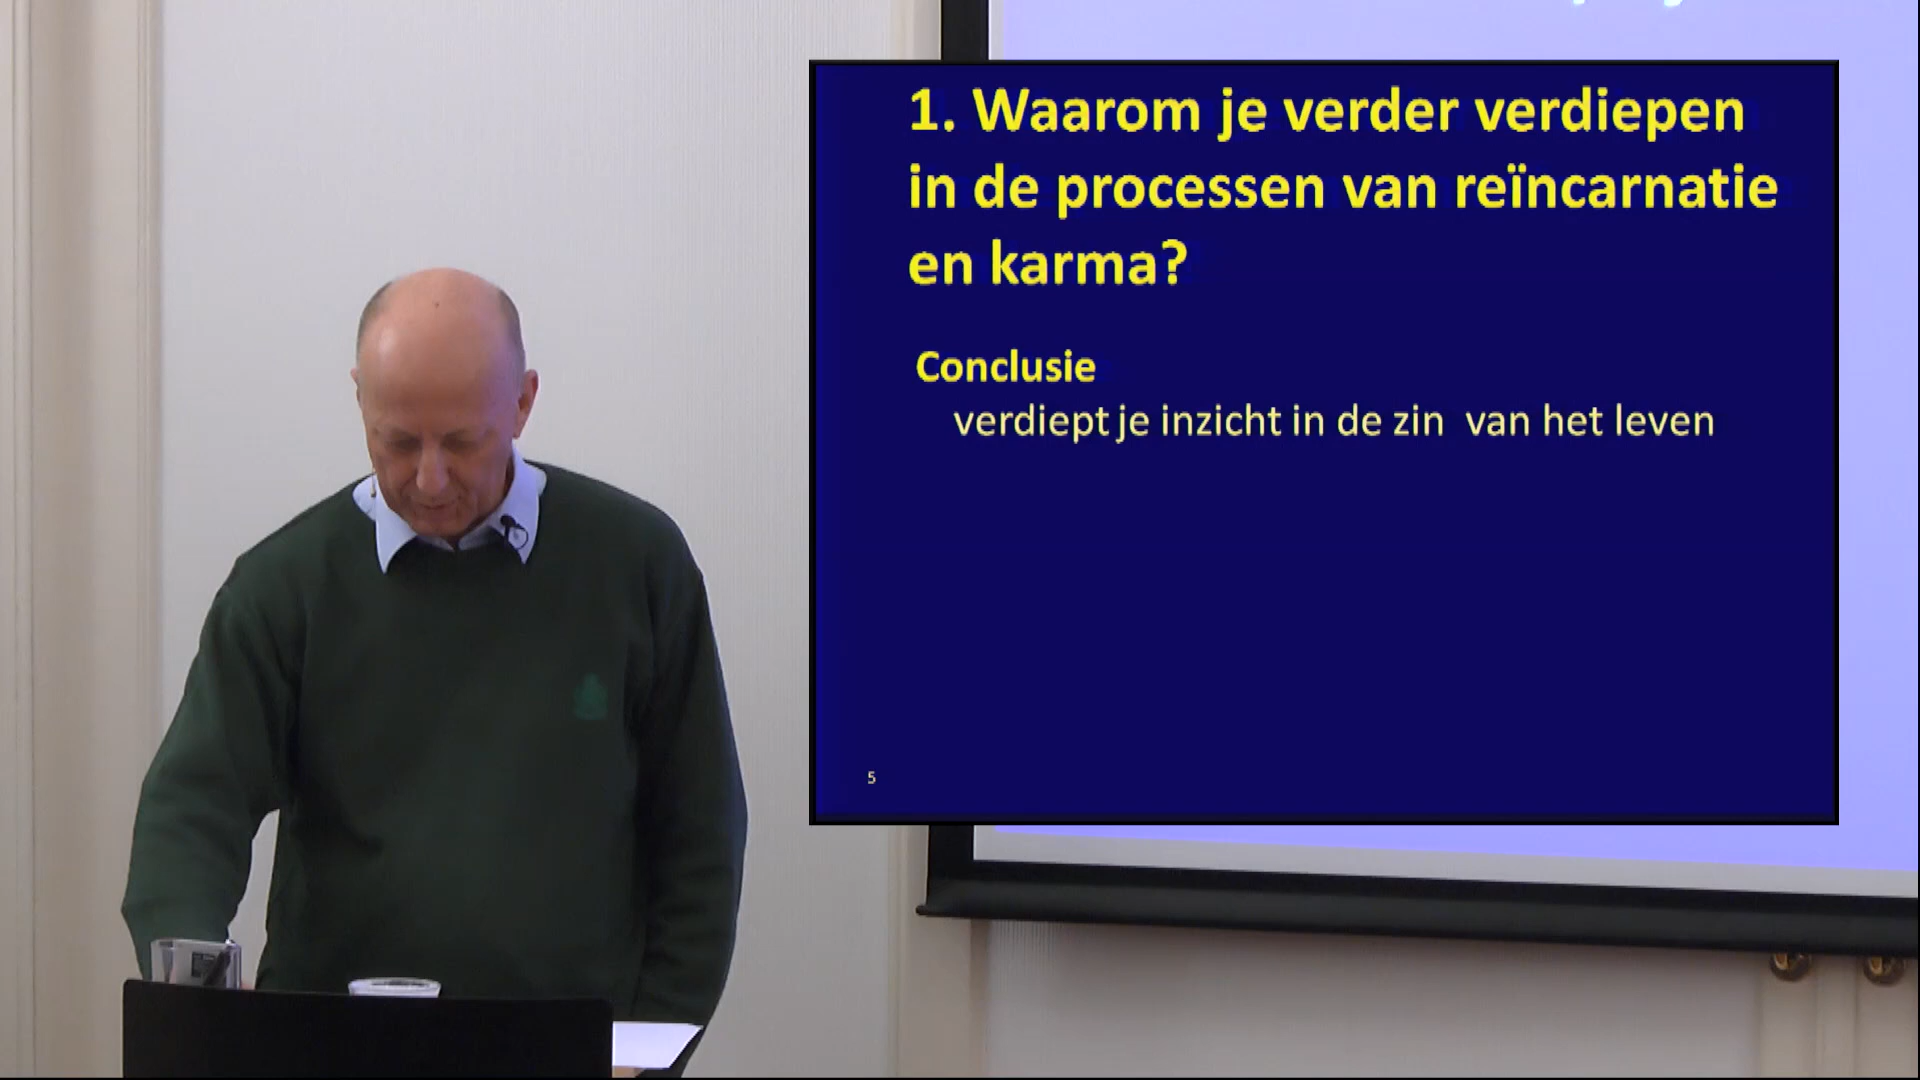 1. Waarom je verder verdiepen
in de processen van reïncarnatie
en karma?
Conclusie
verdiept je inzicht in de zin van het leven
5